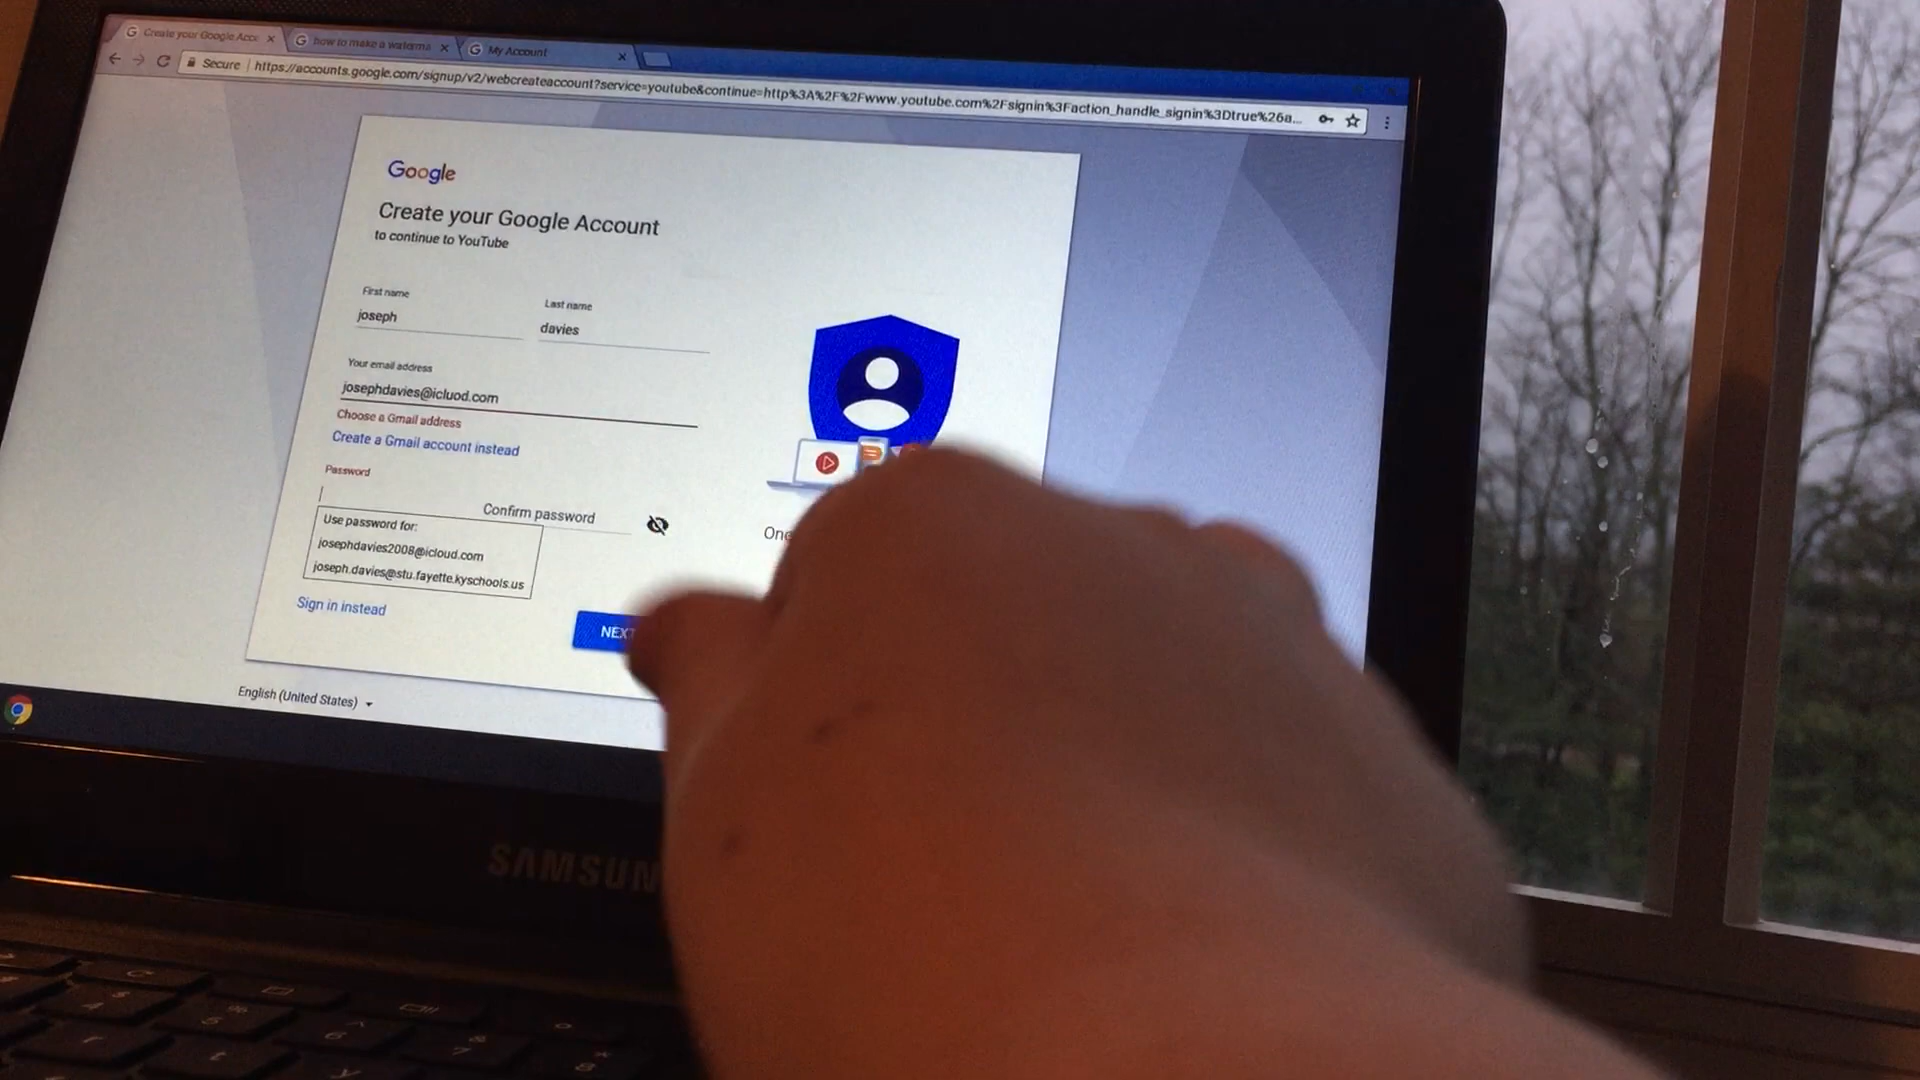 Create your Google Acc
how to make a waterma
My Account
Secure | https://accounts.google.com/signup/v2/webcreateaccount?service=youtube&continue=http%3A%2F%2Fwww.youtube.com%2Fsignin%3Faction_handle_signin%3Dtrue%26a...
Google
Create your Google Account
to continue to YouTube
First name
Last name
joseph
davies
Your email address
josephdavies@icluod.com
Choose a Gmail address
Create a Gmail account instead
Password
Confirm password
Use password for:
josephdavies2008@icloud.com
joseph.davies@stu.fayette.kyschools.us
One
Sign in instead
NEXT
English (United States)
SAMSUN